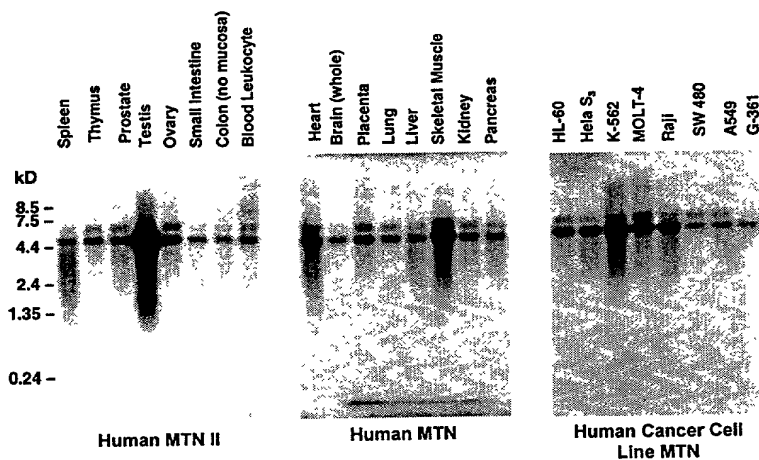 Spleen
Thymus
Prostate
Testis
Ovary
Small Intestine
Colon (no mucosa)
Blood Leukocyte
Heart
Brain (whole)
Placenta
Lung
Liver
Skeletal Muscle
Kidney
Pancreas
HL-60
Hela S₃
K-562
MOLT-4
Raji
SW 480
A549
G-361
kD
8.5 –
7.5 –
4.4 –
2.4 –
1.35 –
0.24 –
Human MTN II
Human MTN
Human Cancer Cell
Line MTN